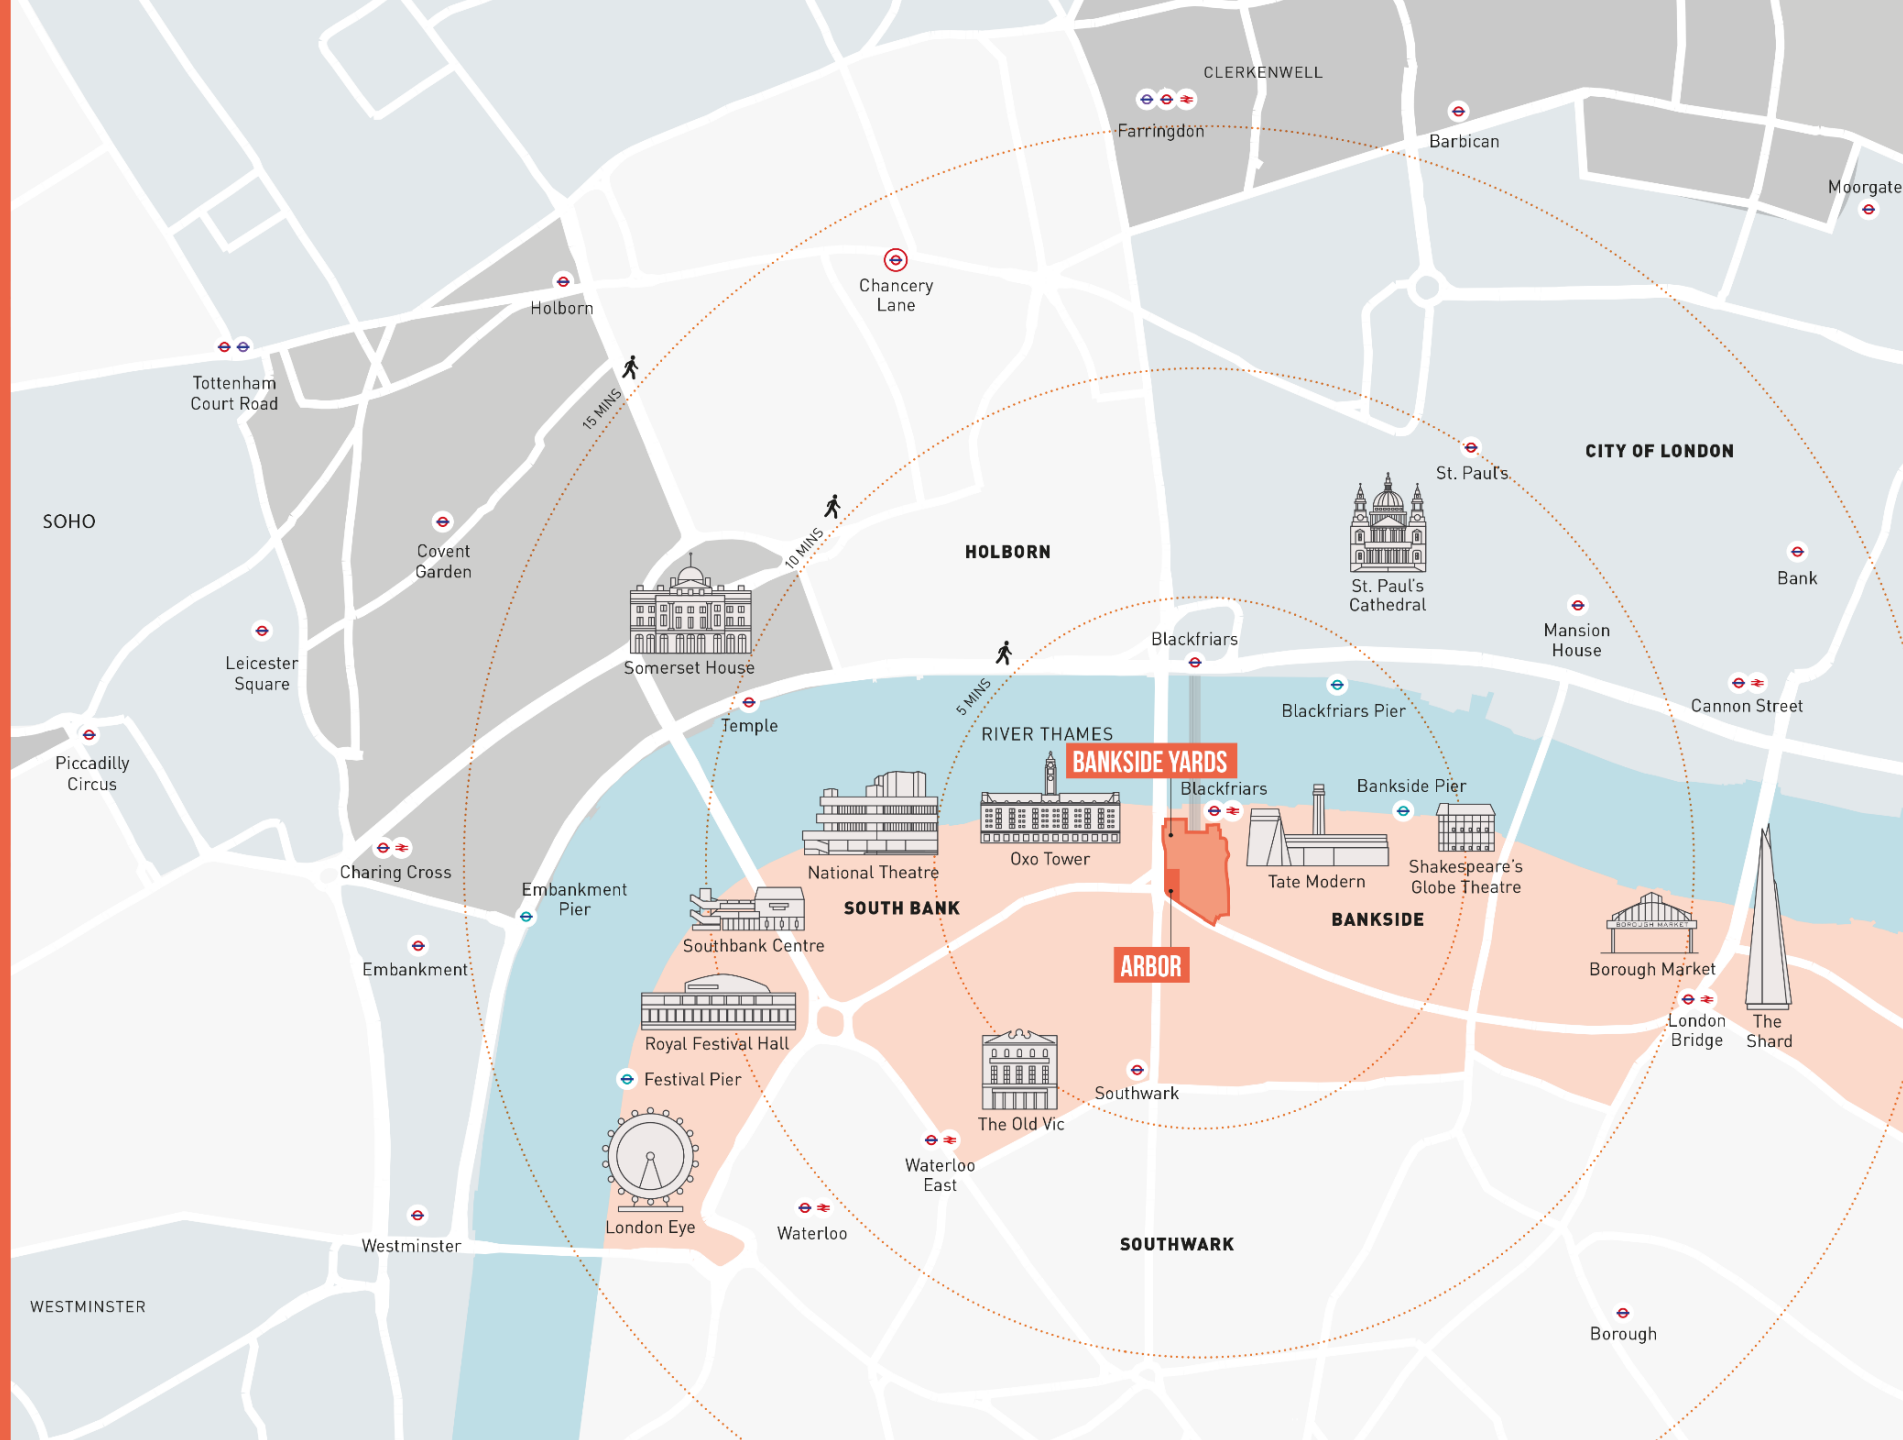 CLERKENWELL
Farringdon
Barbican
Moorgate
Chancery
Lane
Holborn
Tottenham
Court Road
15 MINS
CITY OF LONDON
St. Paul's
SOHO
Covent
Garden
10 MINS
HOLBORN
St. Paul's
Cathedral
Bank
Mansion
House
Blackfriars
Leicester
Square
Somerset House
5 MINS
Temple
Blackfriars Pier
Cannon Street
RIVER THAMES
BANKSIDE YARDS
Piccadilly
Circus
Blackfriars
Bankside Pier
Charing Cross
National Theatre
Oxo Tower
Tate Modern
Shakespeare's
Globe Theatre
Embankment
Pier
SOUTH BANK
BANKSIDE
BOROUGH MARKET
Southbank Centre
Embankment
ARBOR
Borough Market
London
Bridge
The
Shard
Royal Festival Hall
Festival Pier
Southwark
The Old Vic
Waterloo
East
London Eye
Waterloo
Westminster
SOUTHWARK
WESTMINSTER
Borough